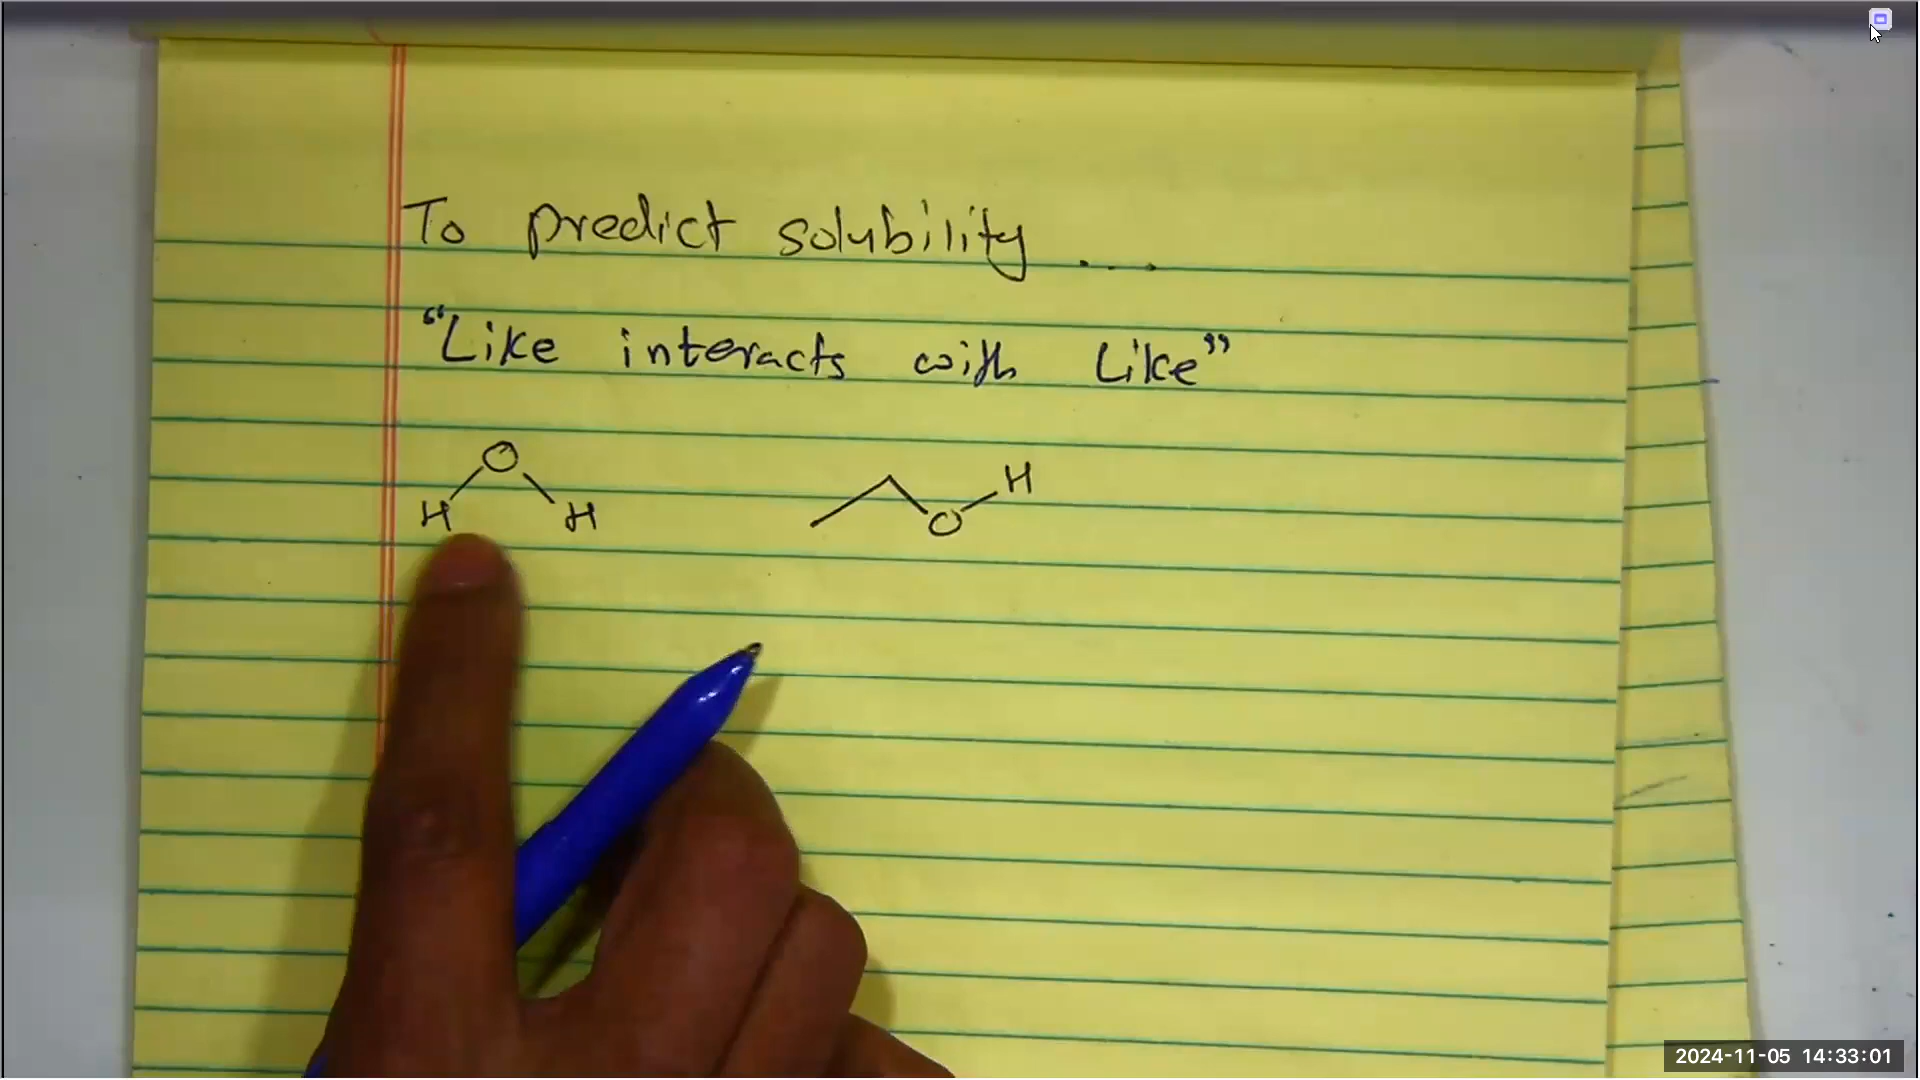 To predict solubility ....
"Like interacts with Like"
O H
H H O
2024-11-05 14:33:01